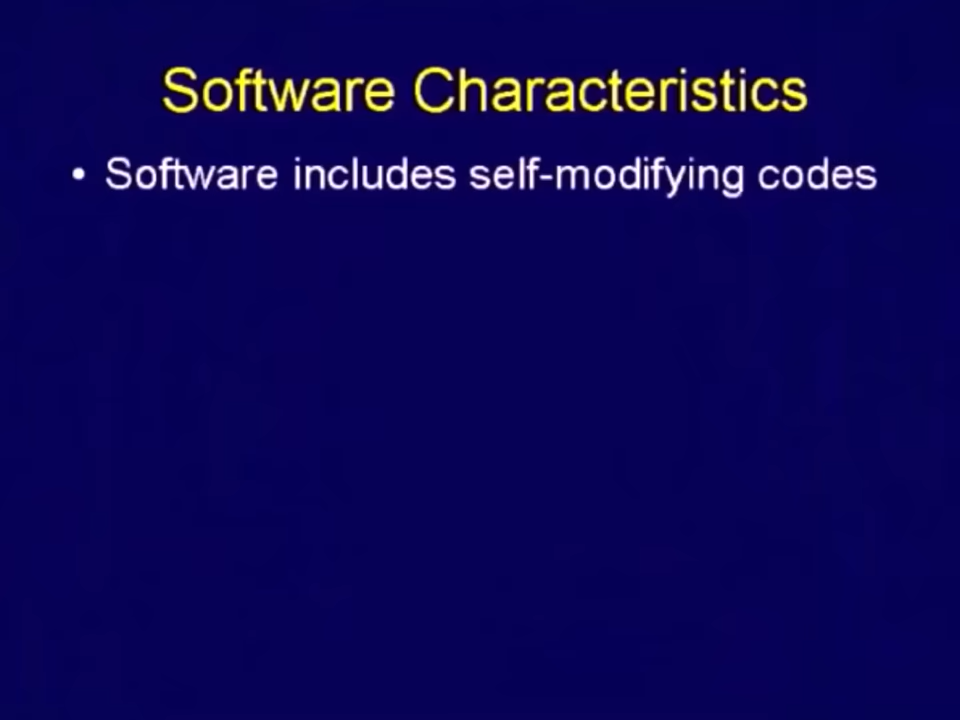 Software Characteristics
• Software includes self-modifying codes